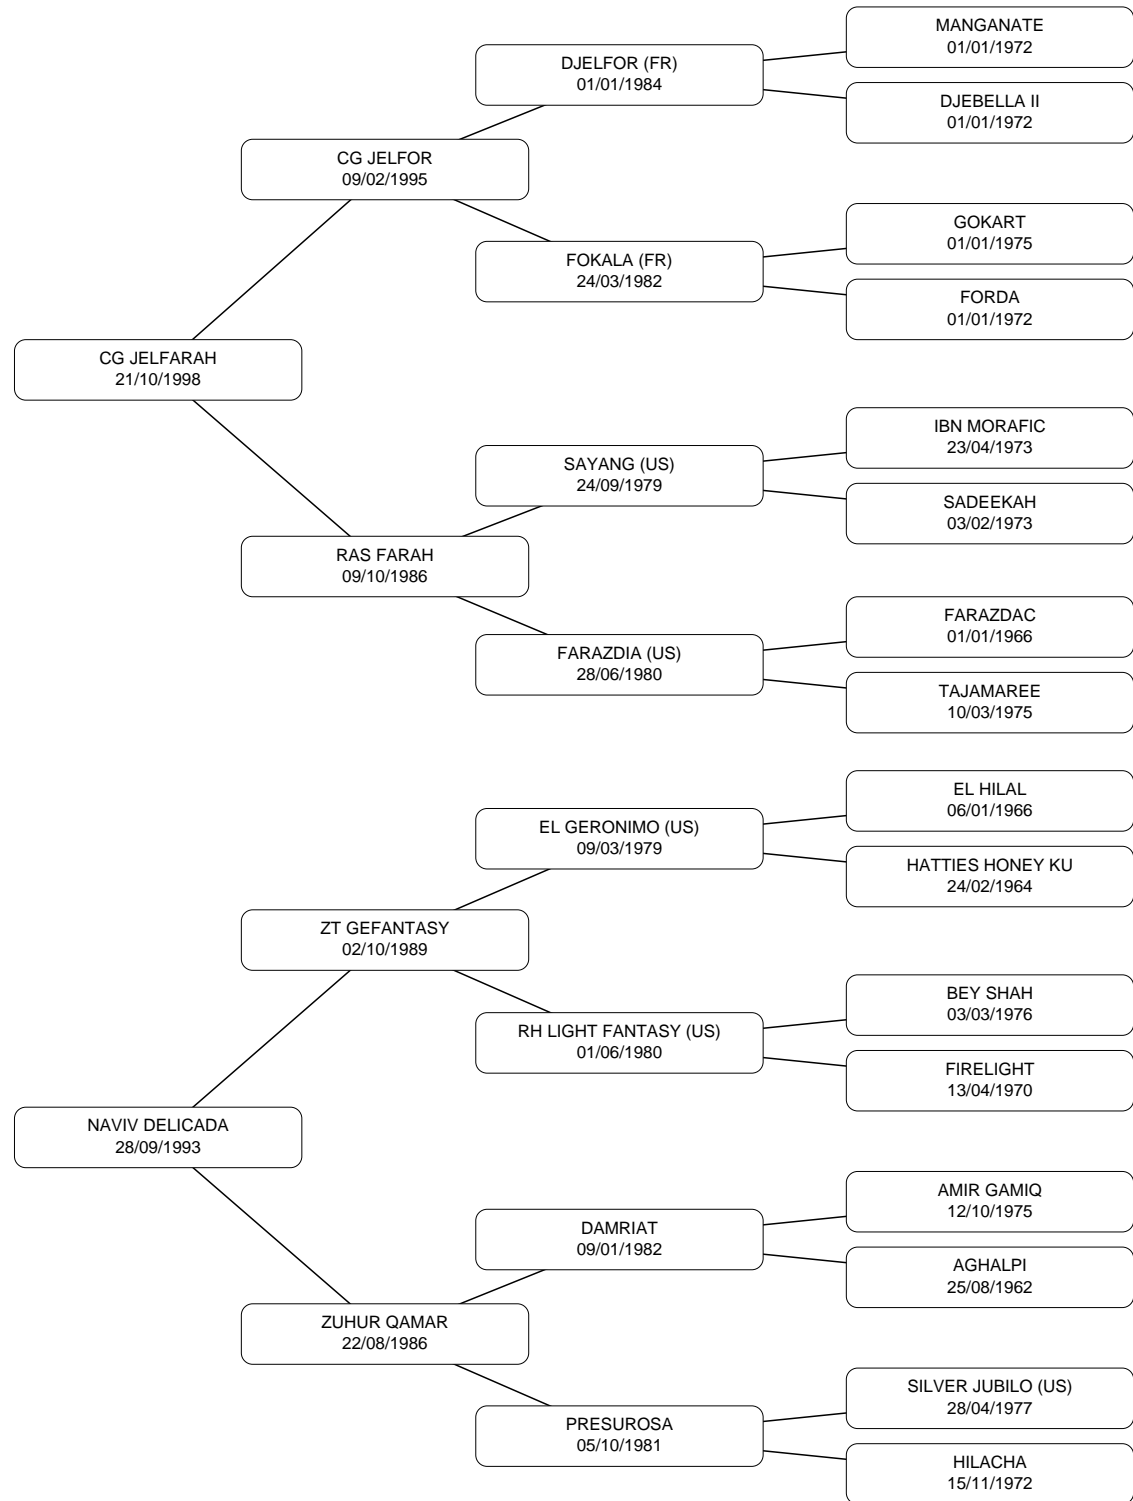 MANGANATE
01/01/1972
DJELFOR (FR)
01/01/1984
DJEBELLA II
01/01/1972
CG JELFOR
09/02/1995
GOKART
01/01/1975
FOKALA (FR)
24/03/1982
FORDA
01/01/1972
CG JELFARAH
21/10/1998
IBN MORAFIC
23/04/1973
SAYANG (US)
24/09/1979
SADEEKAH
03/02/1973
RAS FARAH
09/10/1986
FARAZDAC
01/01/1966
FARAZDIA (US)
28/06/1980
TAJAMAREE
10/03/1975
EL HILAL
06/01/1966
EL GERONIMO (US)
09/03/1979
HATTIES HONEY KU
24/02/1964
ZT GEFANTASY
02/10/1989
BEY SHAH
03/03/1976
RH LIGHT FANTASY (US)
01/06/1980
FIRELIGHT
13/04/1970
NAVIV DELICADA
28/09/1993
AMIR GAMIQ
12/10/1975
DAMRIAT
09/01/1982
AGHALPI
25/08/1962
ZUHUR QAMAR
22/08/1986
SILVER JUBILO (US)
28/04/1977
PRESUROSA
05/10/1981
HILACHA
15/11/1972